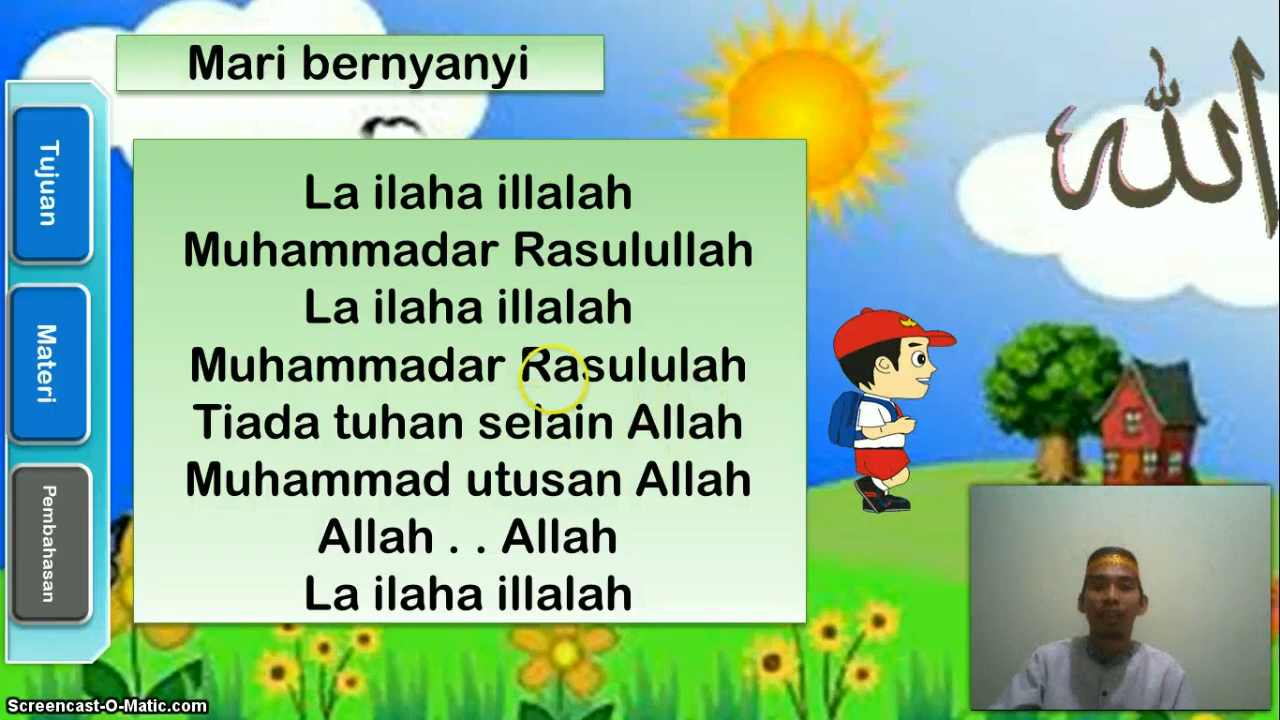 Mari bernyanyi
الله
Tujuan
Materi
Pembahasan
La ilaha illalah
Muhammadar Rasulullah
La ilaha illalah
Muhammadar Rasululah
Tiada tuhan selain Allah
Muhammad utusan Allah
Allah . . Allah
La ilaha illalah
Screencast-O-Matic.com